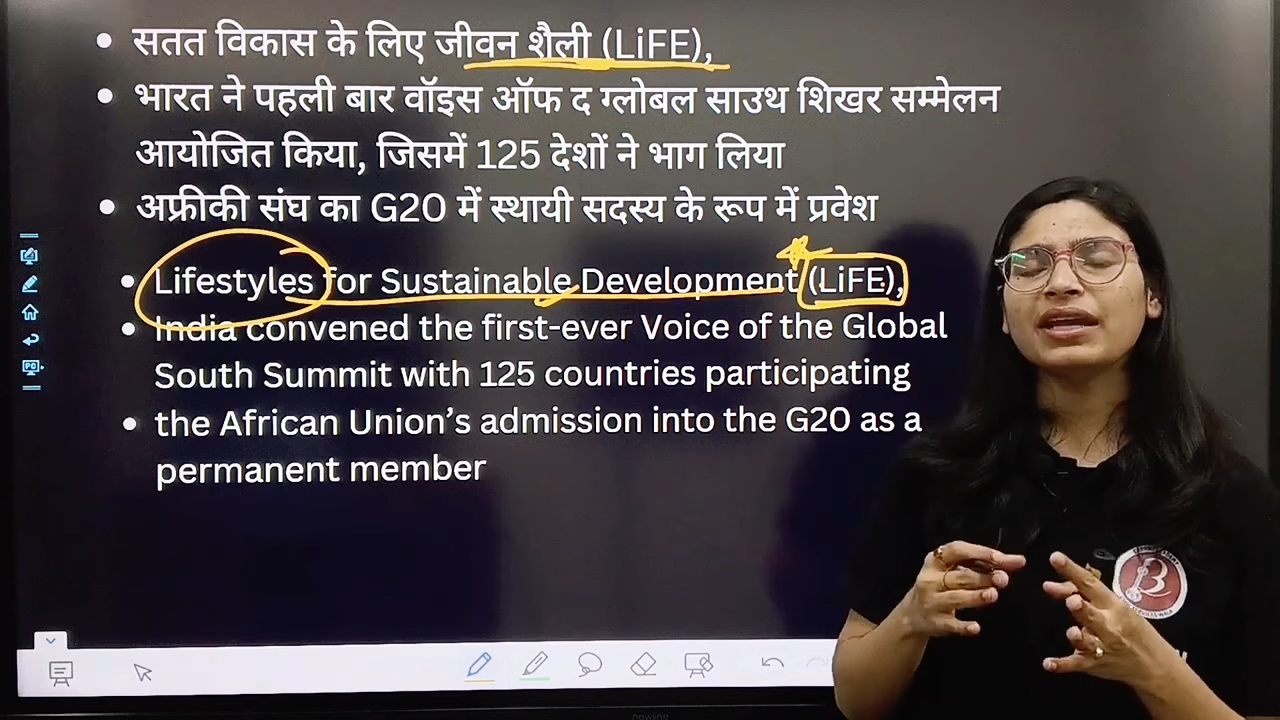 • सतत विकास के लिए जीवन शैली (LiFE),
• भारत ने पहली बार वॉइस ऑफ द ग्लोबल साउथ शिखर सम्मेलन
आयोजित किया, जिसमें 125 देशों ने भाग लिया
• अफ्रीकी संघ का G20 में स्थायी सदस्य के रूप में प्रवेश
• Lifestyles for Sustainable Development (LiFE),
• India convened the first-ever Voice of the Global
South Summit with 125 countries participating
• the African Union’s admission into the G20 as a
permanent member
newline